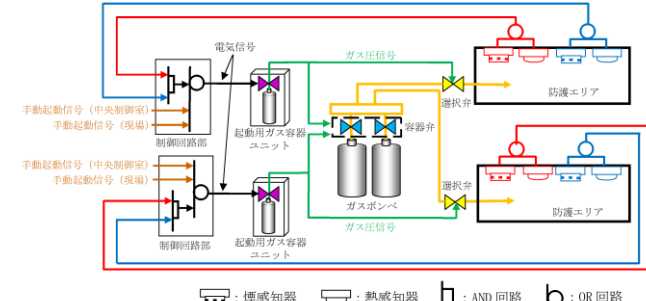 電気信号
ガス圧信号
選択弁
防護エリア
手動起動信号（中央制御室）
手動起動信号（現場）
制御回路部
起動用ガス容器
ユニット
容器弁
手動起動信号（中央制御室）
手動起動信号（現場）
制御回路部
起動用ガス容器
ユニット
ガスボンベ
ガス圧信号
選択弁
防護エリア
：煙感知器
：熱感知器
：AND 回路
：OR 回路